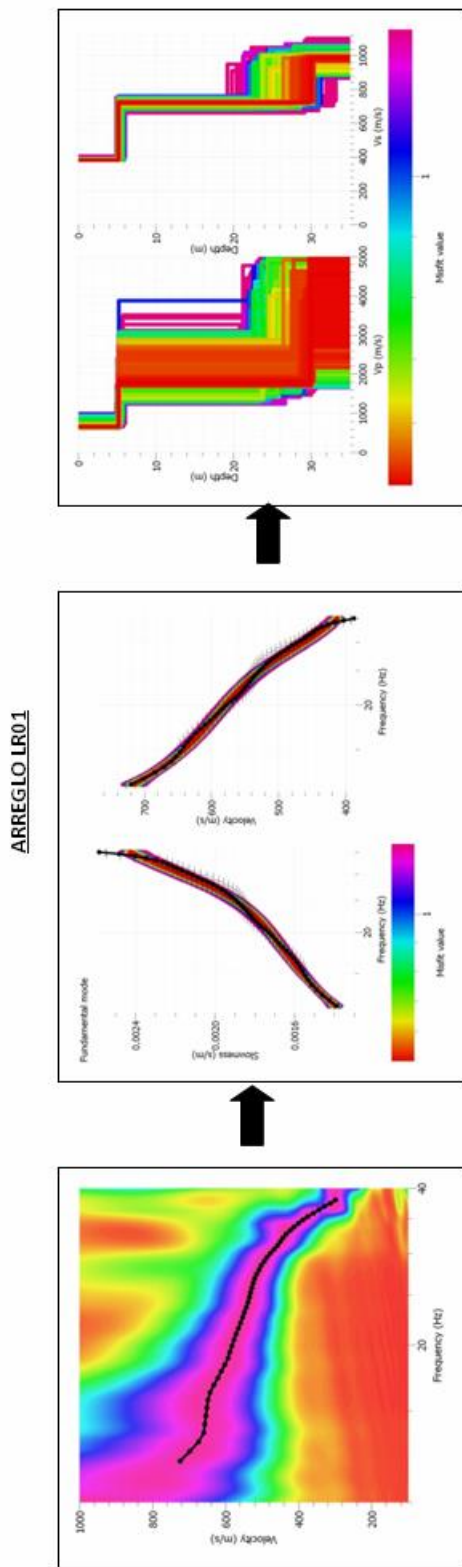 ARREGLO LR01
1000
800
600
400
200
Velocity (m/s)
20
40
Frequency (Hz)
Fundamental mode
0.0024
0.0020
0.0016
Slowness (s/m)
20
Frequency (Hz)
700
600
500
400
Velocity (m/s)
20
Frequency (Hz)
1
Misfit value
0
10
20
30
Depth (m)
0
1000
2000
3000
4000
5000
Vp (m/s)
0
10
20
30
Depth (m)
0
200
400
600
800
1000
Vs (m/s)
1
Misfit value